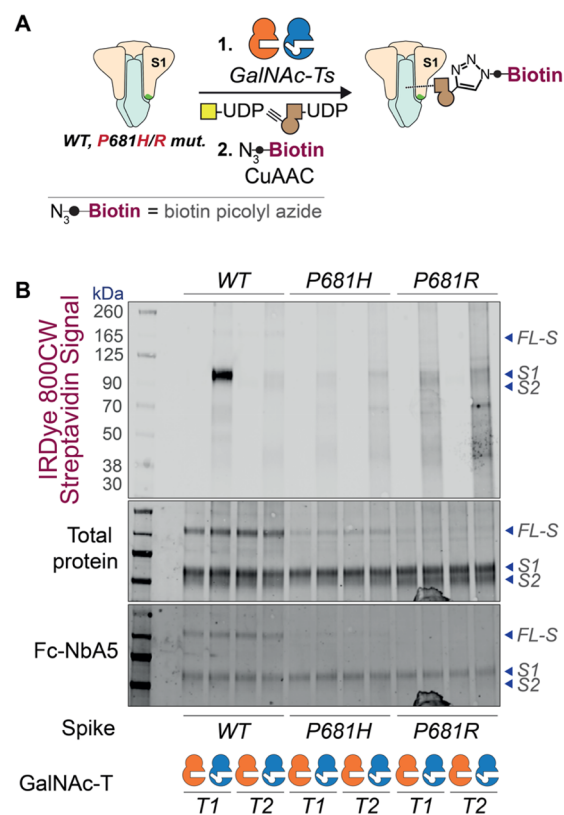 A
1.
S1
GalNAc-Ts
UDP UDP
WT, P681H/R mut.
2. N3 Biotin
CuAAC
S1
N N N Biotin
N3 Biotin = biotin picolyl azide
B
WT P681H P681R
kDa
260
165
125
90
70
50
38
30
IRDye 800CW
Streptavidin Signal
FL-S
S1
S2
Total
protein
FL-S
S1
S2
Fc-NbA5
FL-S
S1
S2
Spike WT P681H P681R
GalNAc-T
T1 T2 T1 T2 T1 T2